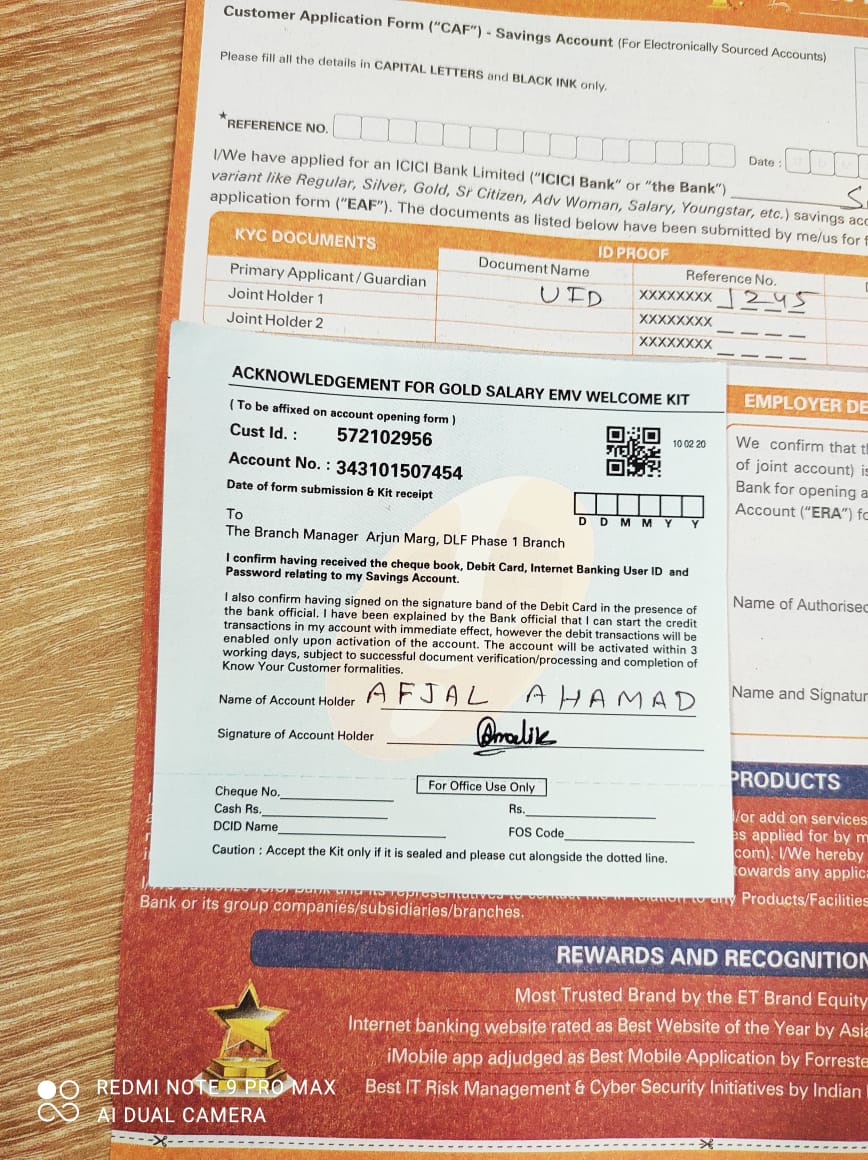 Customer Application Form ("CAF") - Savings Account (For Electronically Sourced Accounts)
Please fill all the details in CAPITAL LETTERS and BLACK INK only.
*REFERENCE NO.
Date :
I/We have applied for an ICICI Bank Limited ("ICICI Bank" or "the Bank")
variant like Regular, Silver, Gold, Sr Citizen, Adv Woman, Salary, Youngstar, etc.) savings acc
application form ("EAF"). The documents as listed below have been submitted by me/us for
KYC DOCUMENTS
ID PROOF
Document Name
Reference No.
Primary Applicant/Guardian
UID
XXXXXXXX 1245
Joint Holder 1
XXXXXXXX
Joint Holder 2
XXXXXXXX
ACKNOWLEDGEMENT FOR GOLD SALARY EMV WELCOME KIT
( To be affixed on account opening form )
Cust Id. : 572102956
10 02 20
Account No. : 343101507454
Date of form submission & Kit receipt
D D M M Y Y
To
The Branch Manager Arjun Marg, DLF Phase 1 Branch
I confirm having received the cheque book, Debit Card, Internet Banking User ID and
Password relating to my Savings Account.
I also confirm having signed on the signature band of the Debit Card in the presence of
the bank official. I have been explained by the Bank official that I can start the credit
transactions in my account with immediate effect, however the debit transactions will be
enabled only upon activation of the account. The account will be activated within 3
working days, subject to successful document verification/processing and completion of
Know Your Customer formalities.
Name of Account Holder AFJAL AHAMAD
Signature of Account Holder
For Office Use Only
Cheque No.
Cash Rs.
Rs.
DCID Name
FOS Code
Caution : Accept the Kit only if it is sealed and please cut alongside the dotted line.
EMPLOYER DE
We confirm that t
of joint account) is
Bank for opening a
Account ("ERA") fo
Name of Authorised
Name and Signatur
PRODUCTS
/or add on services
es applied for by m
com). I/We hereby
towards any applic
any Products/Facilities
Bank or its group companies/subsidiaries/branches.
REWARDS AND RECOGNITION
Most Trusted Brand by the ET Brand Equity
Internet banking website rated as Best Website of the Year by Asia
iMobile app adjudged as Best Mobile Application by Forreste
Best IT Risk Management & Cyber Security Initiatives by Indian
REDMI NOTE 9 PRO MAX
AI DUAL CAMERA